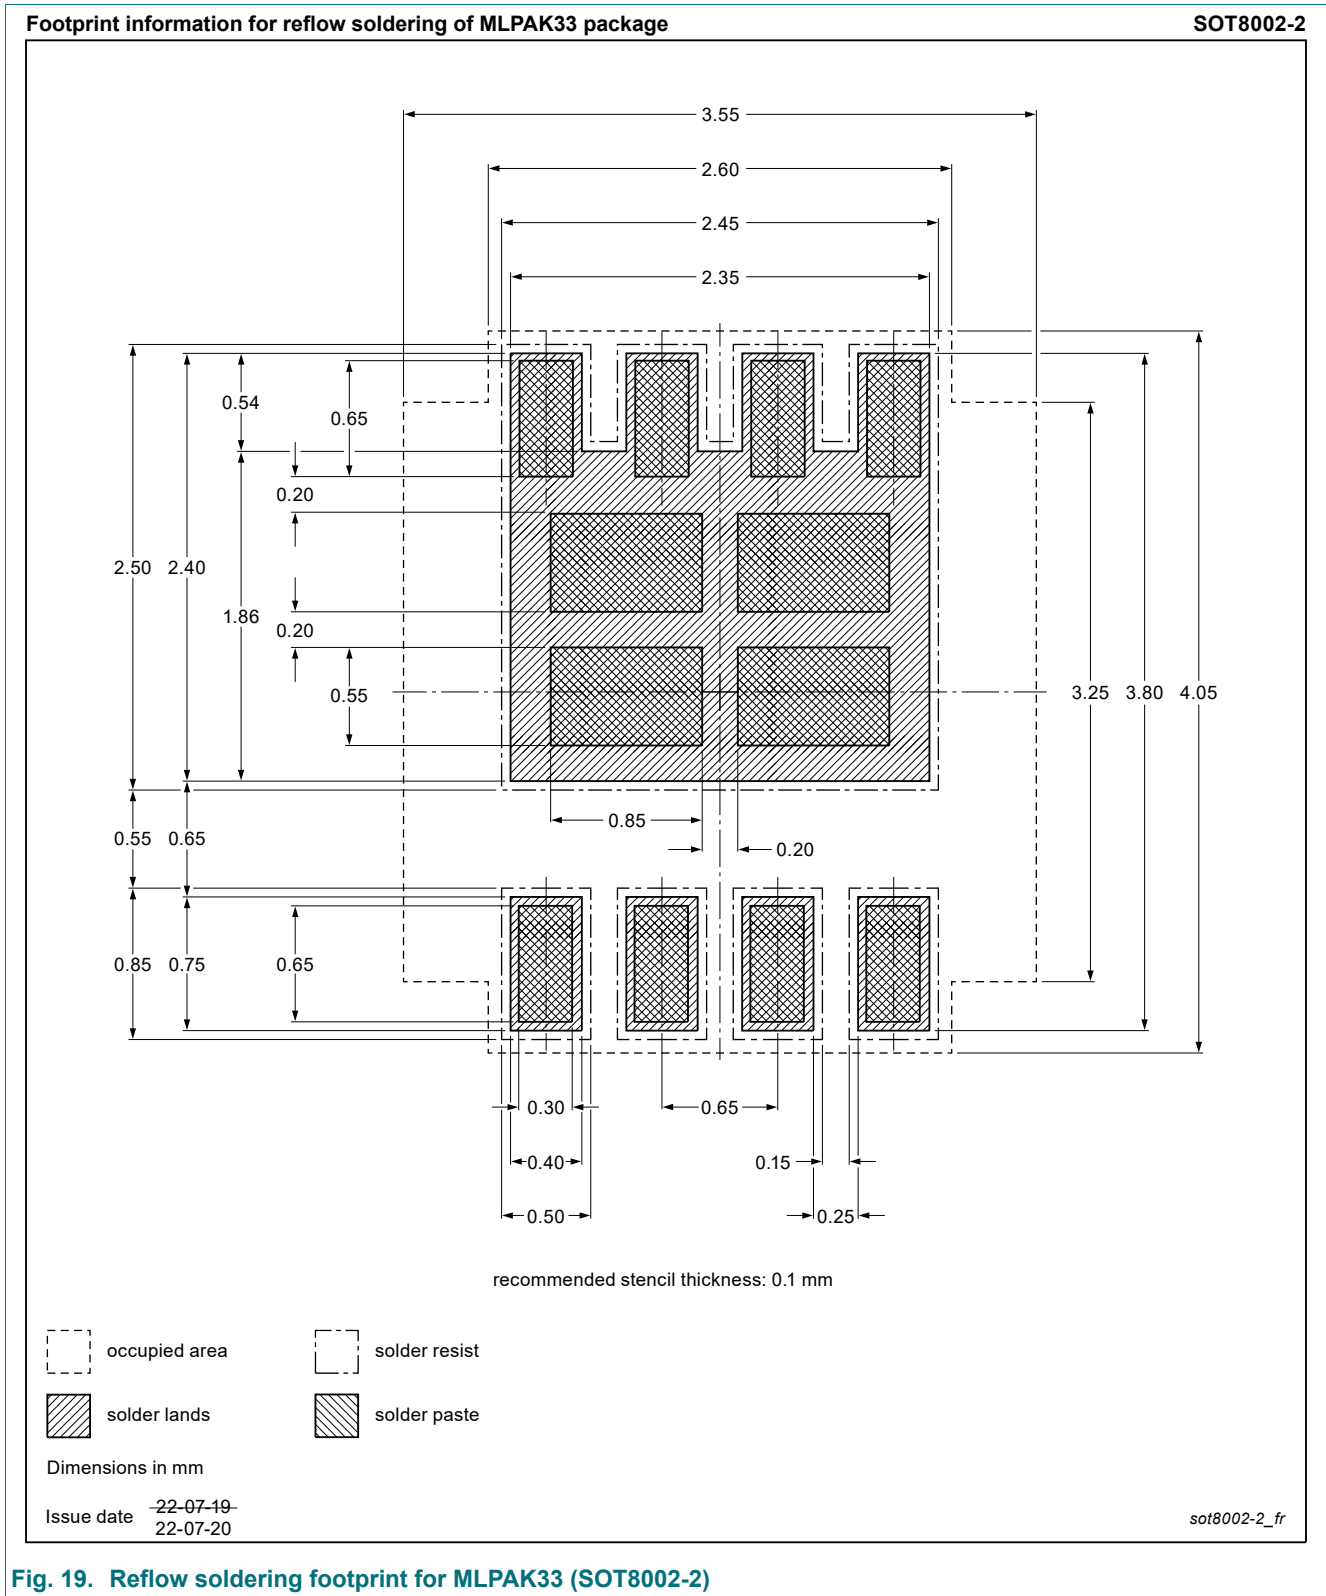 Footprint information for reflow soldering of MLPAK33 package SOT8002-2
3.55
2.60
2.45
2.35
0.54
0.65
0.20
2.50 2.40
1.86
0.20
0.55
3.25 3.80 4.05
0.85
0.20
0.55 0.65
0.85 0.75 0.65
0.30 0.65
0.40 0.15
0.50 0.25
recommended stencil thickness: 0.1 mm
occupied area solder resist
solder lands solder paste
Dimensions in mm
Issue date 22-07-19
22-07-20
sot8002-2_fr
Fig. 19. Reflow soldering footprint for MLPAK33 (SOT8002-2)